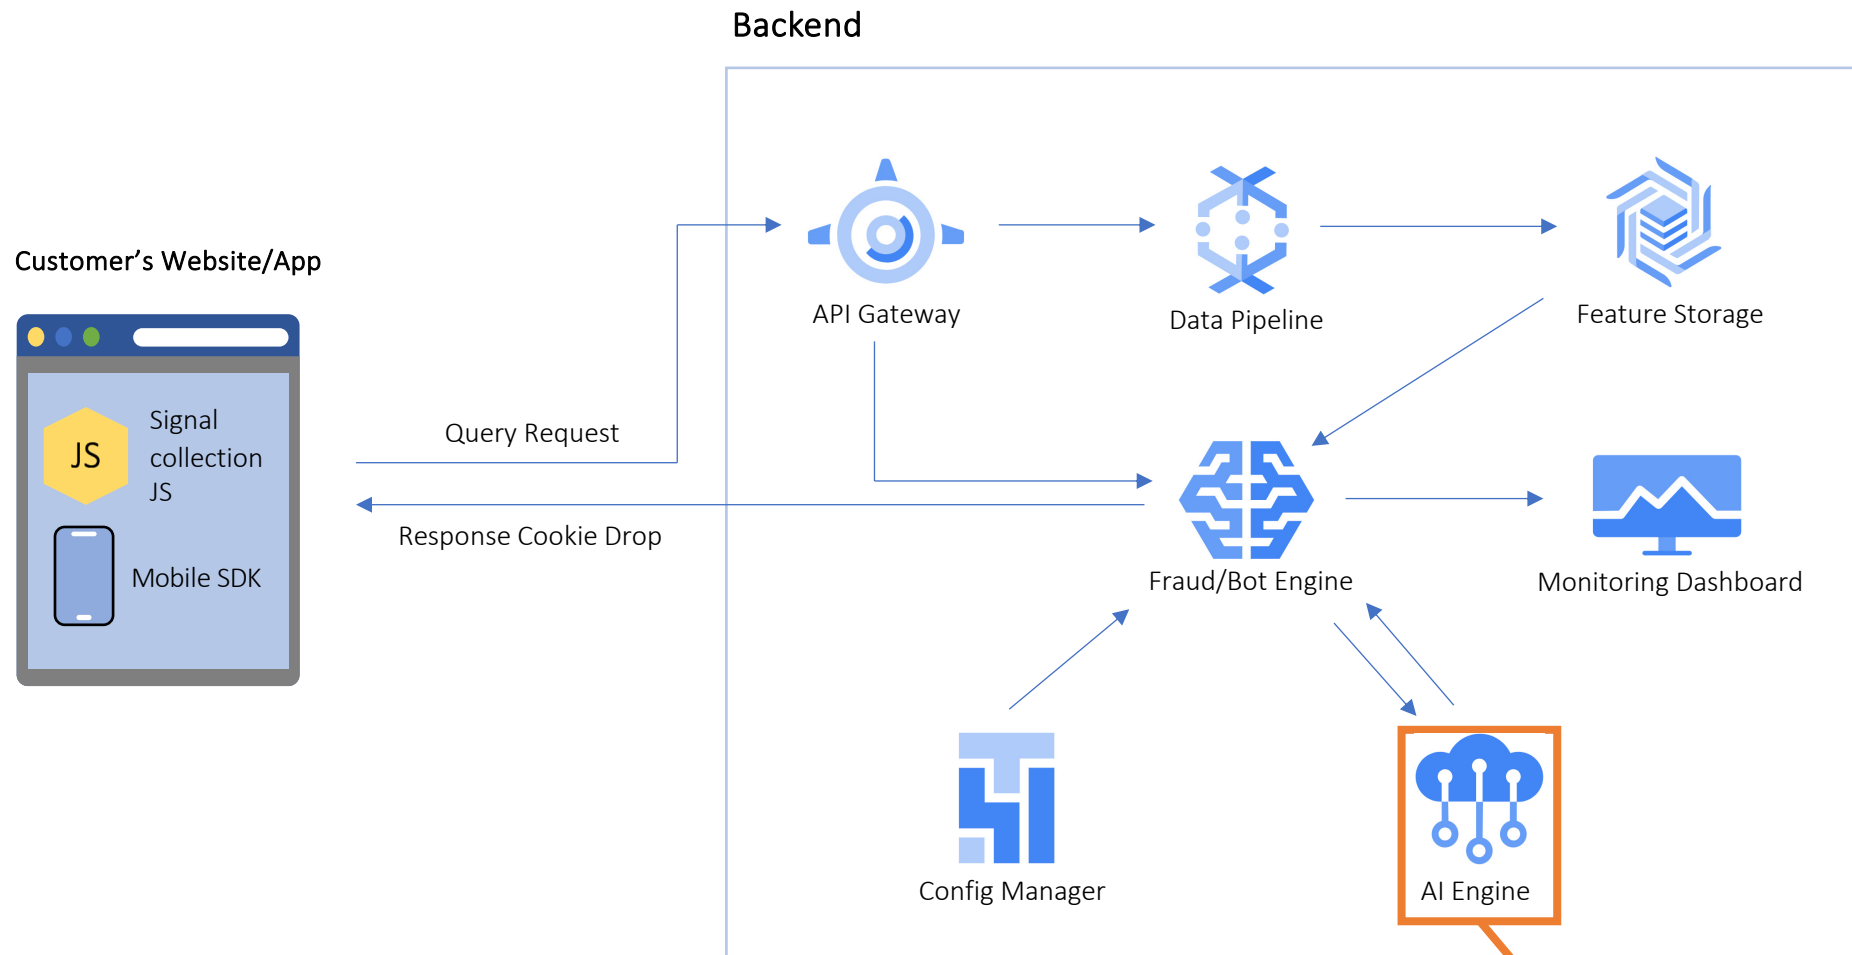 Backend
Customer’s Website/App
JS
Signal
collection
JS
Mobile SDK
Query Request
Response Cookie Drop
API Gateway
Data Pipeline
Feature Storage
Fraud/Bot Engine
Monitoring Dashboard
Config Manager
AI Engine